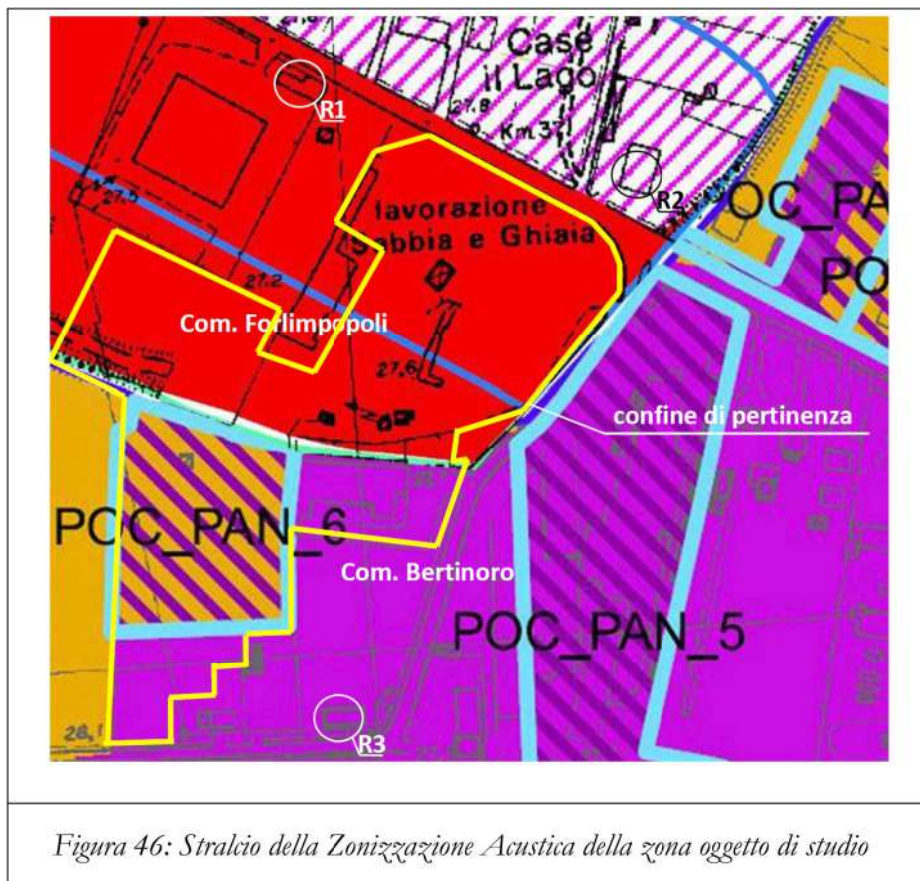 Case
il Lago
27.8
Km.37
R1
R2
OC_PA
PO
lavorazione
Sabbia e Ghiaia
27.5
27.2
Com. Forlimpopoli
27.6
confine di pertinenza
POC_PAN_6
Com. Bertinoro
POC_PAN_5
28,1
R3
Figura 46: Stralcio della Zonizzazione Acustica della zona oggetto di studio